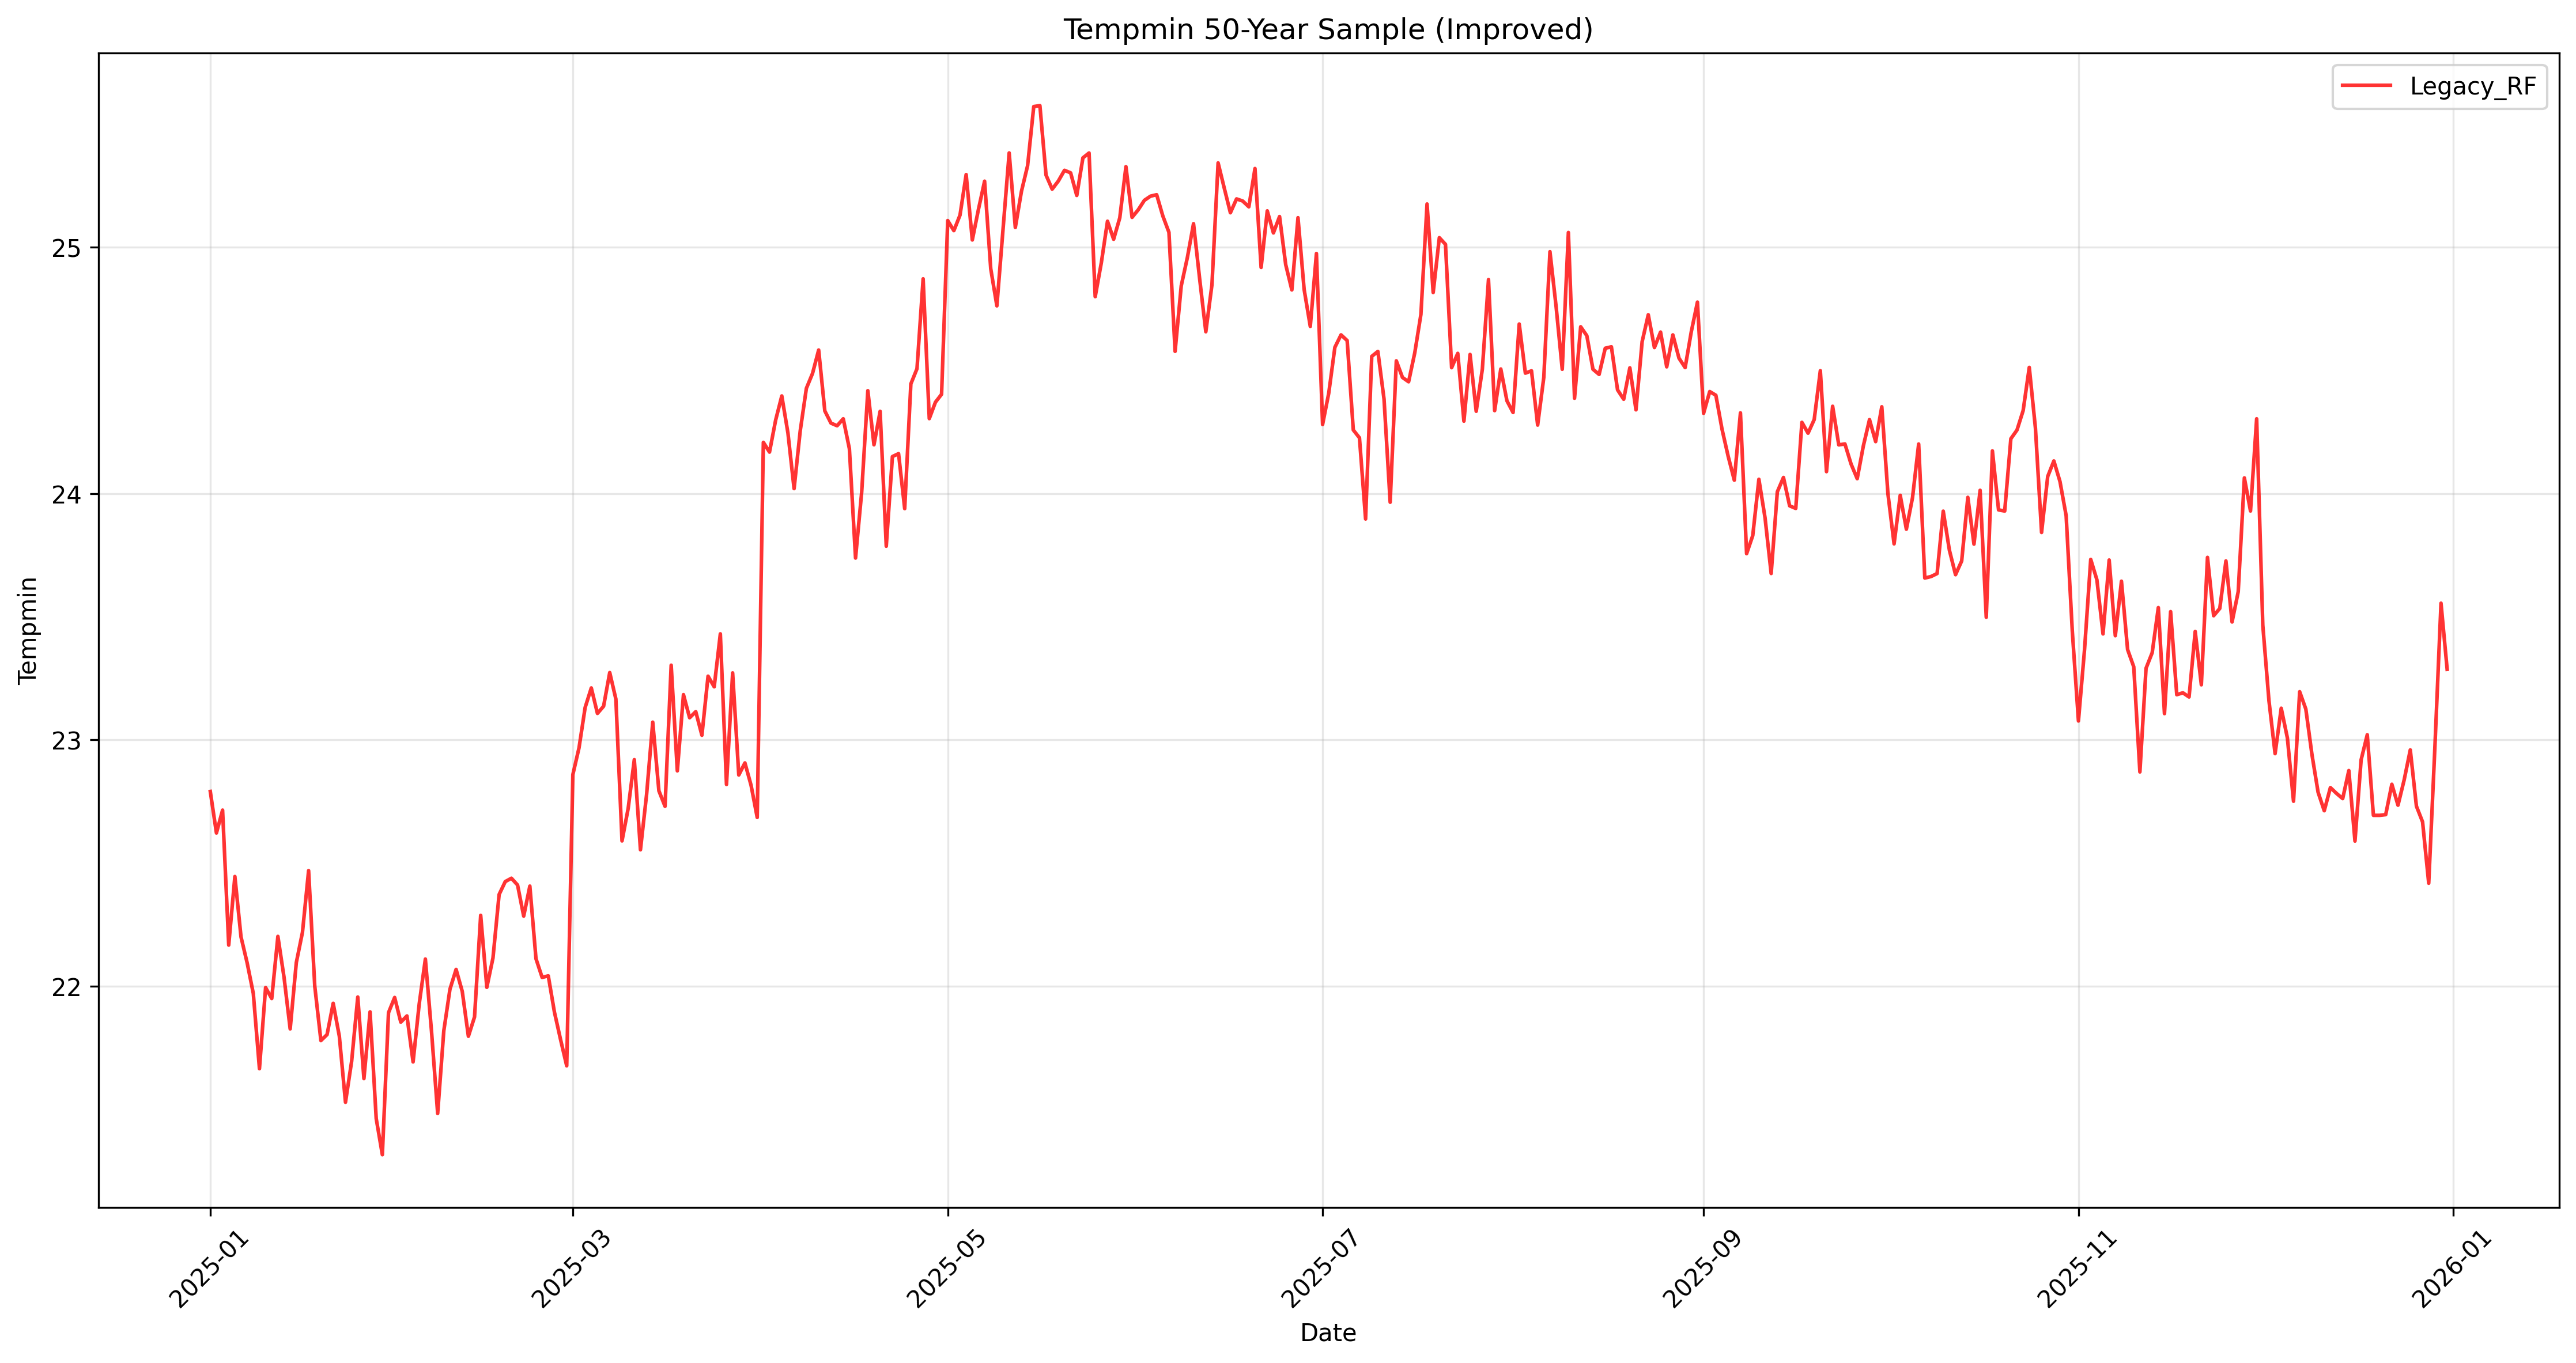 Tempmin 50-Year Sample (Improved)
Legacy_RF
Tempmin
25
24
23
22
2025-01
2025-03
2025-05
2025-07
2025-09
2025-11
2026-01
Date